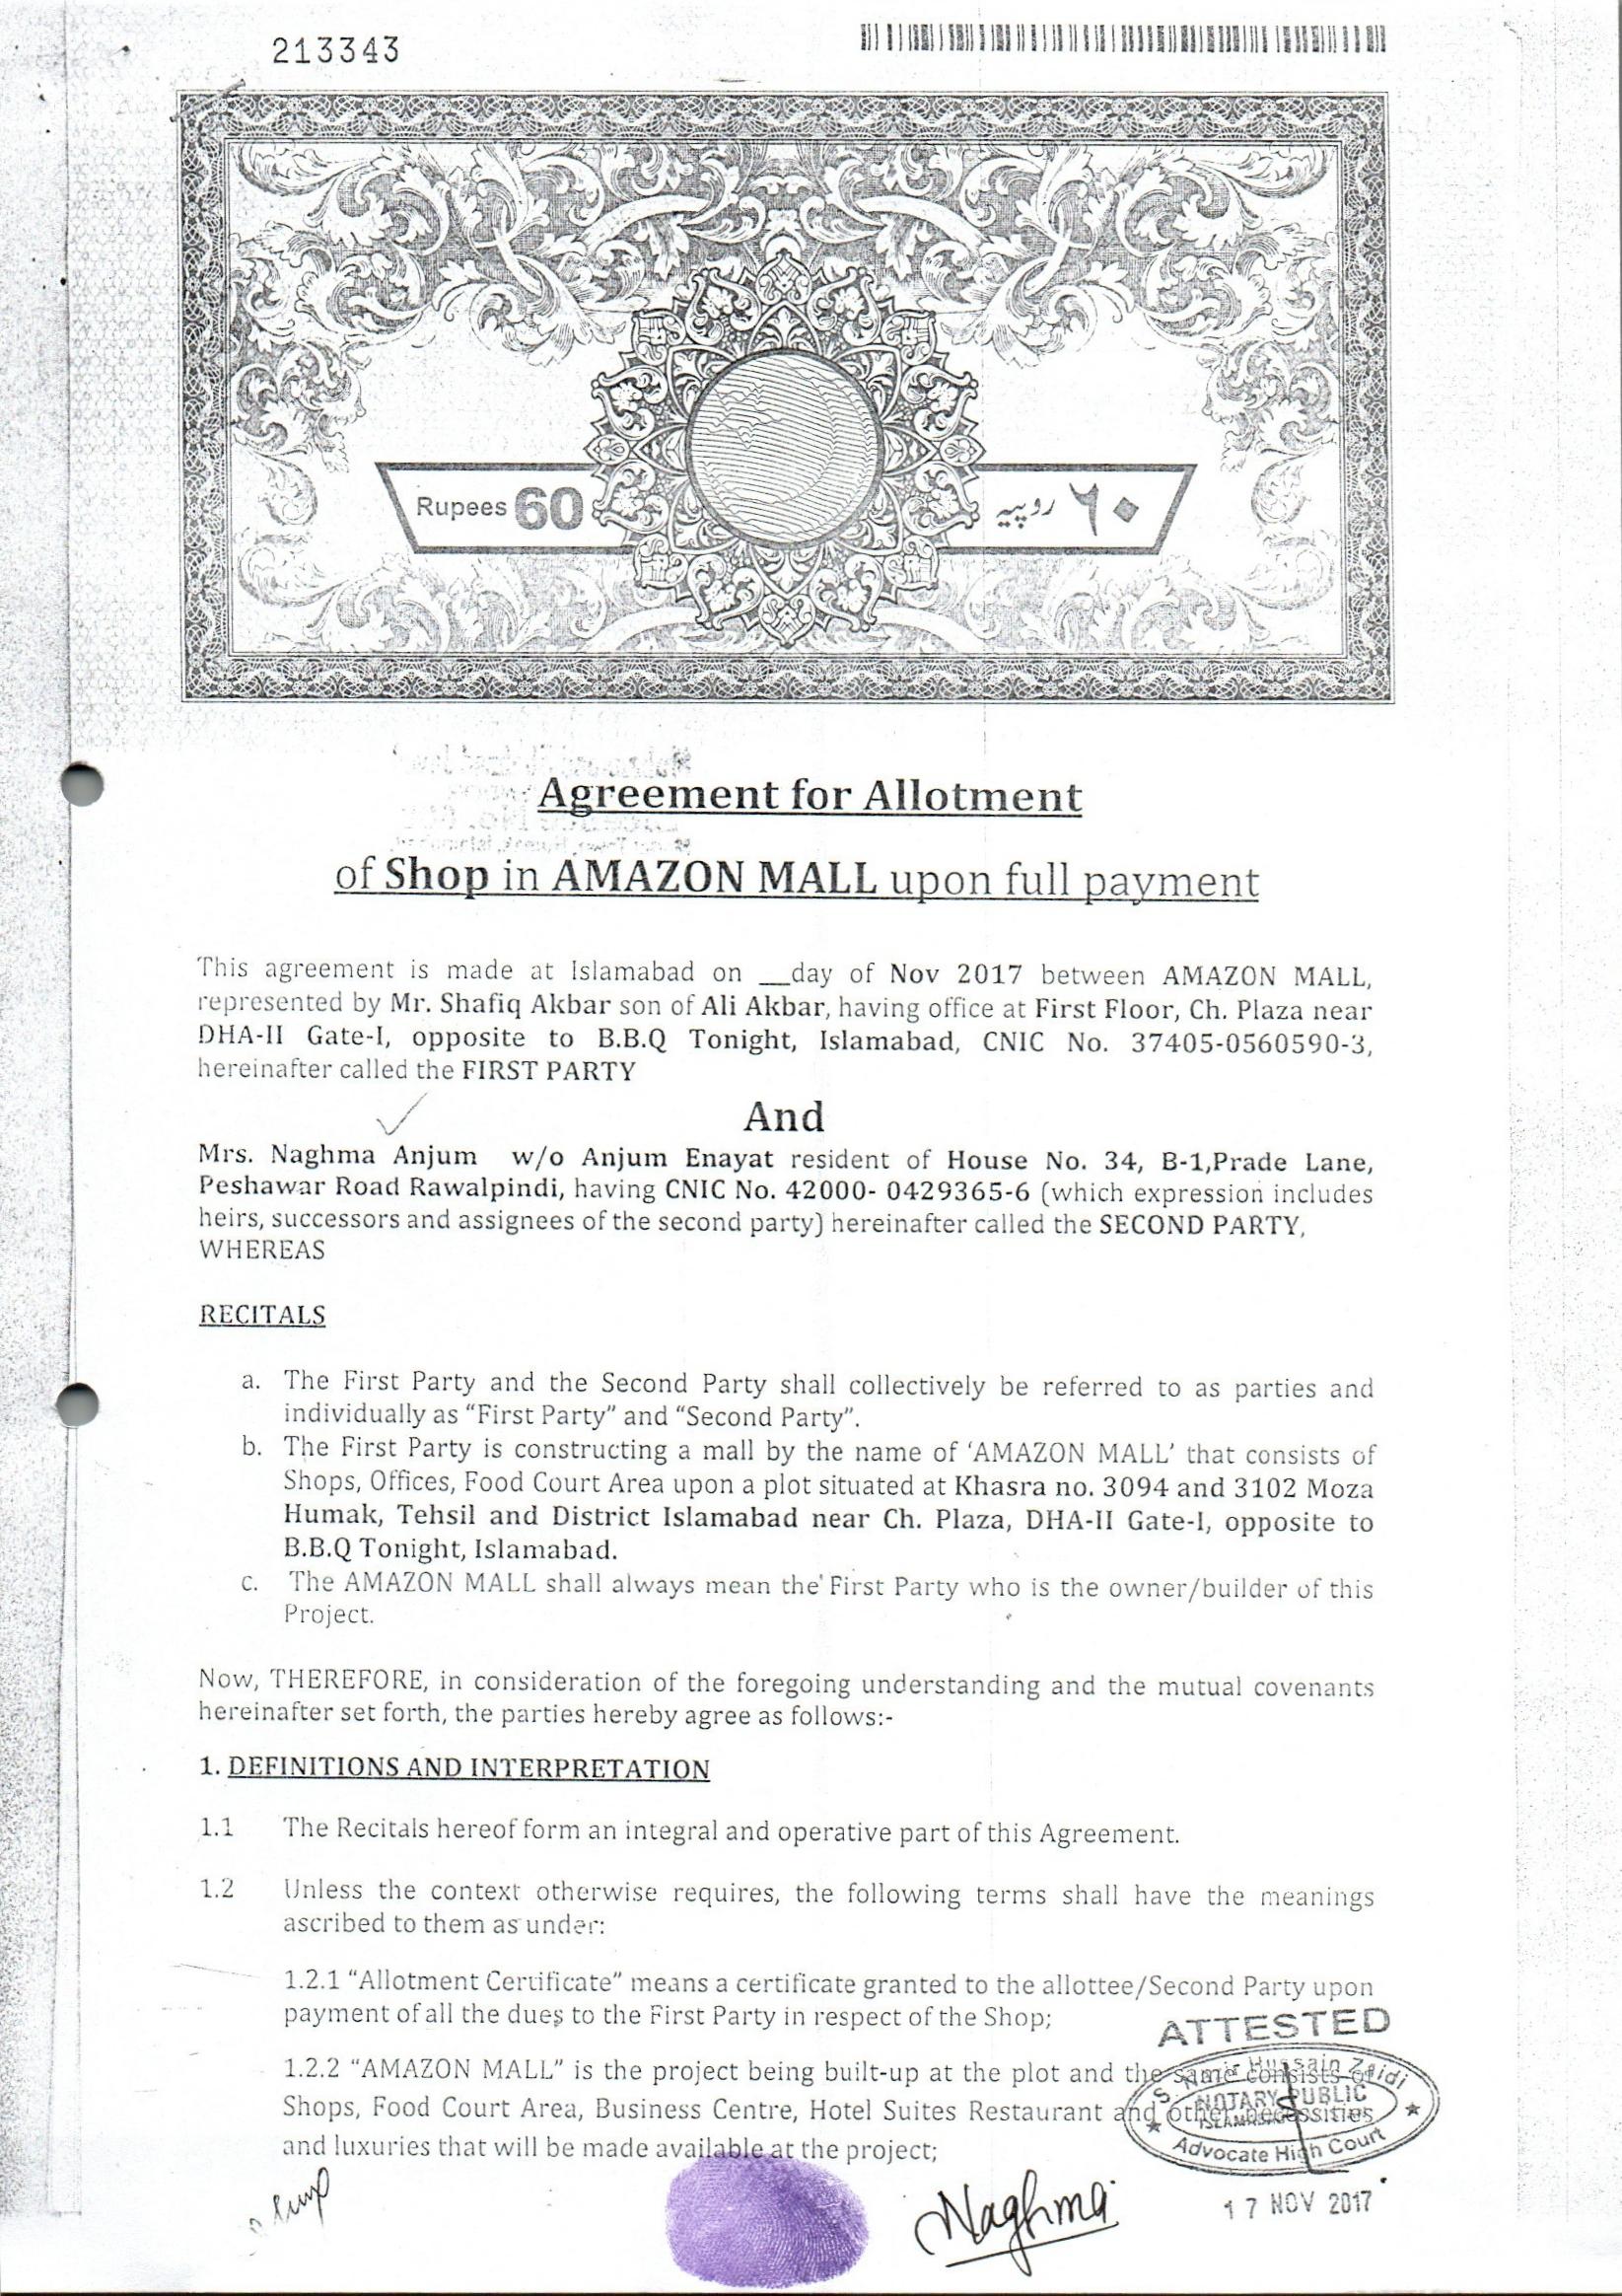 213343
Rupees 60
۶۰ روپیہ
Agreement for Allotment
of Shop in AMAZON MALL upon full payment
This agreement is made at Islamabad on __day of Nov 2017 between AMAZON MALL,
represented by Mr. Shafiq Akbar son of Ali Akbar, having office at First Floor, Ch. Plaza near
DHA-II Gate-I, opposite to B.B.Q Tonight, Islamabad, CNIC No. 37405-0560590-3,
hereinafter called the FIRST PARTY
And
Mrs. Naghma Anjum w/o Anjum Enayat resident of House No. 34, B-1,Prade Lane,
Peshawar Road Rawalpindi, having CNIC No. 42000- 0429365-6 (which expression includes
heirs, successors and assignees of the second party) hereinafter called the SECOND PARTY,
WHEREAS
RECITALS
a. The First Party and the Second Party shall collectively be referred to as parties and
individually as “First Party” and “Second Party”.
b. The First Party is constructing a mall by the name of ‘AMAZON MALL’ that consists of
Shops, Offices, Food Court Area upon a plot situated at Khasra no. 3094 and 3102 Moza
Humak, Tehsil and District Islamabad near Ch. Plaza, DHA-II Gate-I, opposite to
B.B.Q Tonight, Islamabad.
c. The AMAZON MALL shall always mean the First Party who is the owner/builder of this
Project.
Now, THEREFORE, in consideration of the foregoing understanding and the mutual covenants
hereinafter set forth, the parties hereby agree as follows:-
1. DEFINITIONS AND INTERPRETATION
1.1 The Recitals hereof form an integral and operative part of this Agreement.
1.2 Unless the context otherwise requires, the following terms shall have the meanings
ascribed to them as under:
1.2.1 “Allotment Certificate” means a certificate granted to the allottee/Second Party upon
payment of all the dues to the First Party in respect of the Shop;
ATTESTED
1.2.2 “AMAZON MALL” is the project being built-up at the plot and the same consists of
Shops, Food Court Area, Business Centre, Hotel Suites Restaurant and other necessities
and luxuries that will be made available at the project;
Hussain Zaidi
NOTARY PUBLIC
Advocate High Court
Naghma
17 NOV 2017